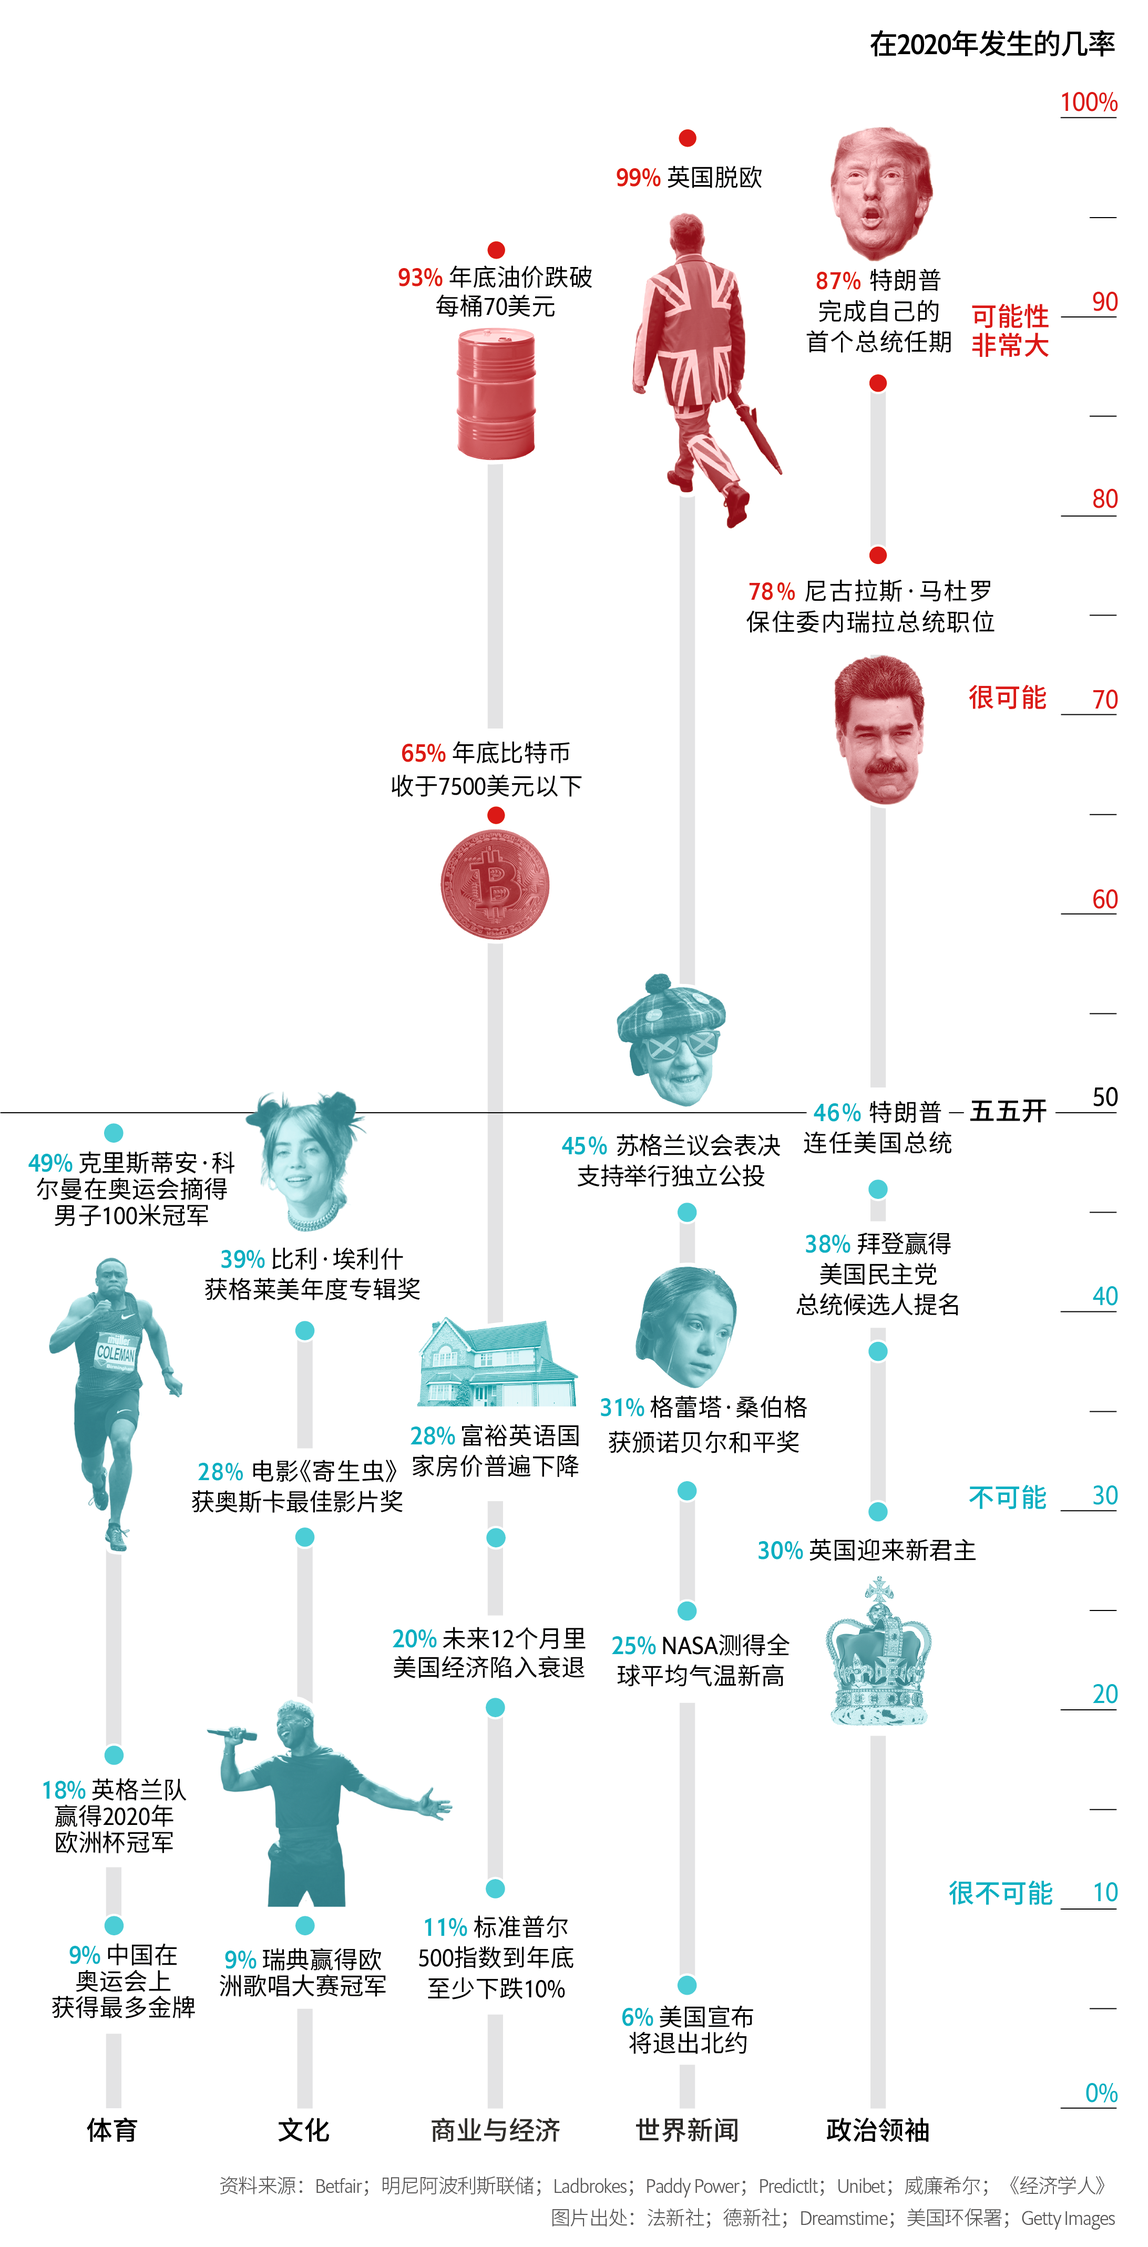 在2020年发生的几率
100%
99% 英国脱欧
93% 年底油价跌破
每桶70美元
87% 特朗普
完成自己的
首个总统任期
可能性
非常大
90
80
78% 尼古拉斯·马杜罗
保住委内瑞拉总统职位
很可能
70
65% 年底比特币
收于7500美元以下
60
46% 特朗普
连任美国总统
五五开
50
49% 克里斯蒂安·科
尔曼在奥运会摘得
男子100米冠军
müller
COLEMAN
45% 苏格兰议会表决
支持举行独立公投
39% 比利·埃利什
获格莱美年度专辑奖
38% 拜登赢得
美国民主党
总统候选人提名
40
31% 格蕾塔·桑伯格
获颁诺贝尔和平奖
28% 富裕英语国
家房价普遍下降
28% 电影《寄生虫》
获奥斯卡最佳影片奖
不可能
30
30% 英国迎来新君主
25% NASA测得全
球平均气温新高
20% 未来12个月里
美国经济陷入衰退
20
18% 英格兰队
赢得2020年
欧洲杯冠军
很不可能
10
11% 标准普尔
500指数到年底
至少下跌10%
9% 中国在
奥运会上
获得最多金牌
9% 瑞典赢得欧
洲歌唱大赛冠军
6% 美国宣布
将退出北约
0%
体育
文化
商业与经济
世界新闻
政治领袖
资料来源：Betfair；明尼阿波利斯联储；Ladbrokes；Paddy Power；PredictIt；Unibet；威廉希尔；《经济学人》
图片出处：法新社；德新社；Dreamstime；美国环保署；Getty Images